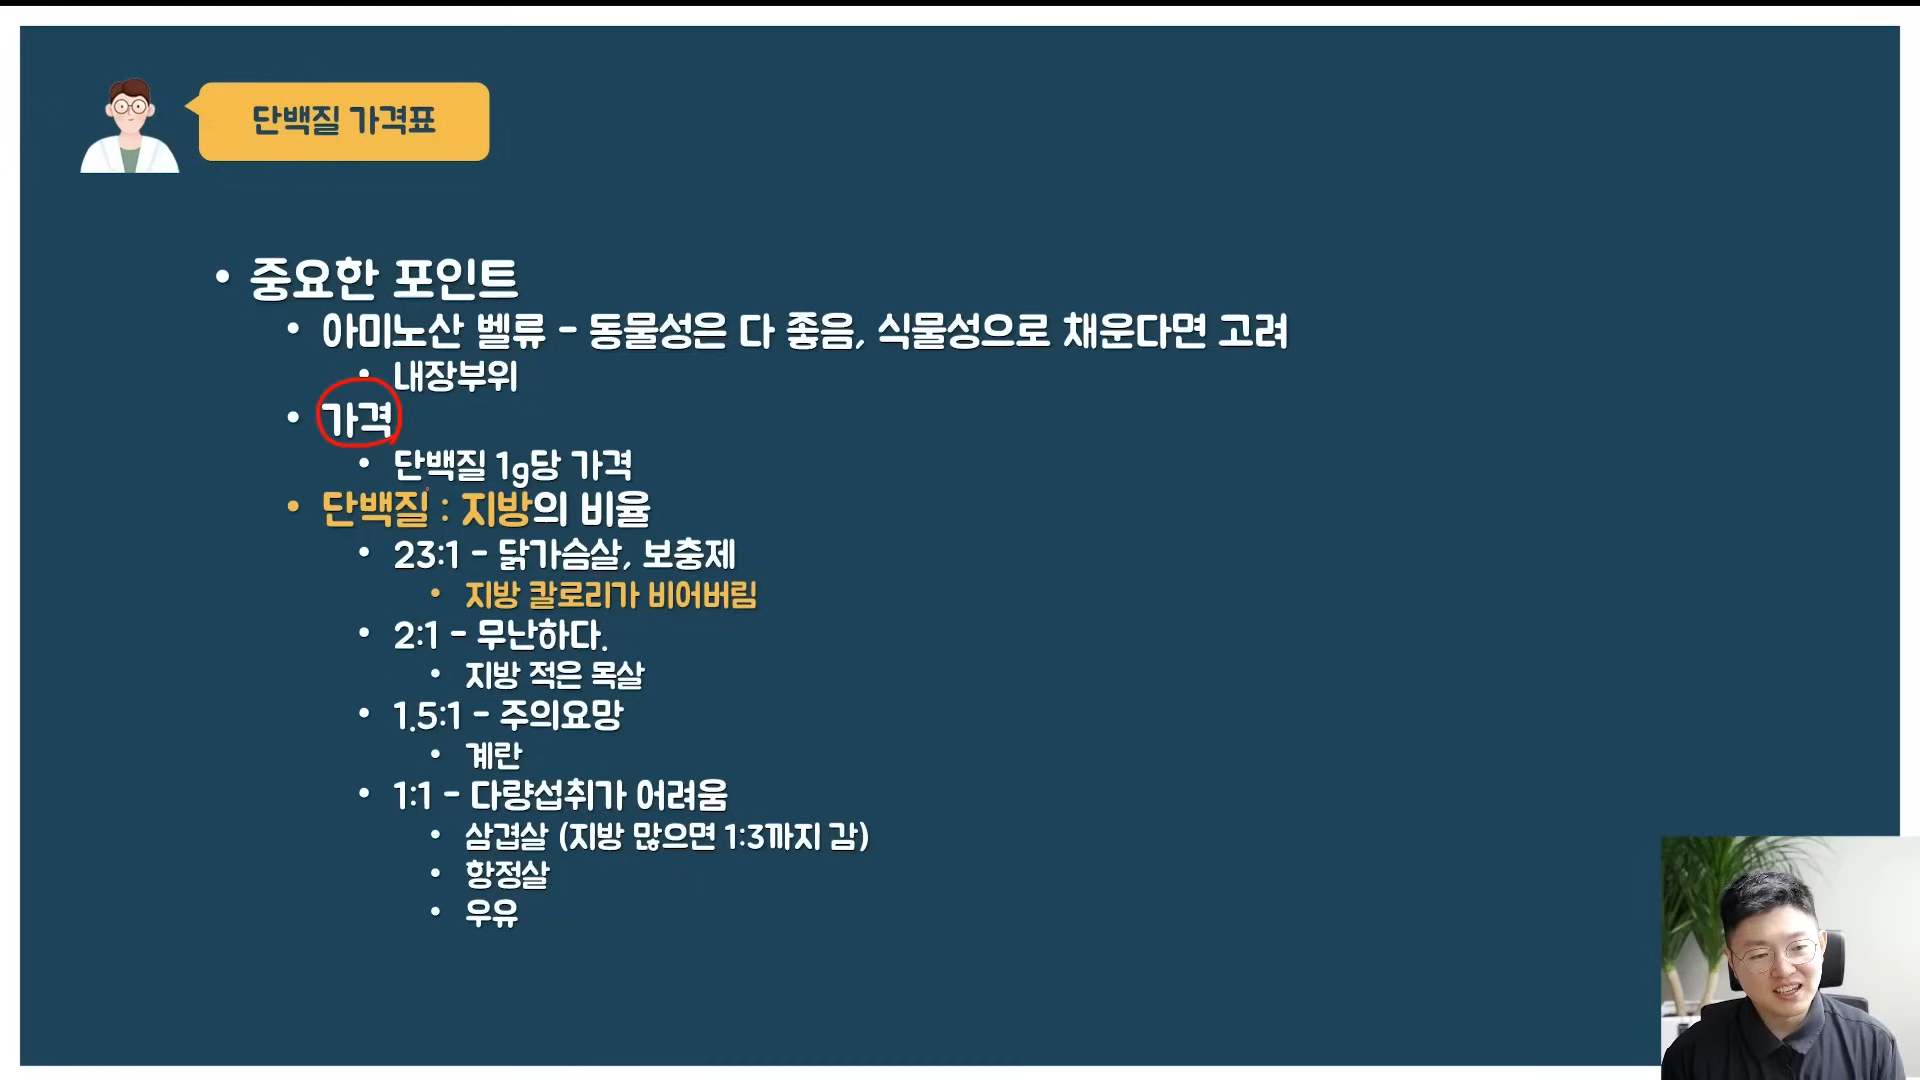 단백질 가격표
• 중요한 포인트
• 아미노산 벨류 - 동물성은 다 좋음, 식물성으로 채운다면 고려
• 내장부위
• 가격
• 단백질 1g당 가격
• 단백질 : 지방의 비율
• 23:1 - 닭가슴살, 보충제
• 지방 칼로리가 비어버림
• 2:1 - 무난하다.
• 지방 적은 목살
• 1.5:1 - 주의요망
• 계란
• 1:1 - 다량섭취가 어려움
• 삼겹살 (지방 많으면 1:3까지 감)
• 항정살
• 우유